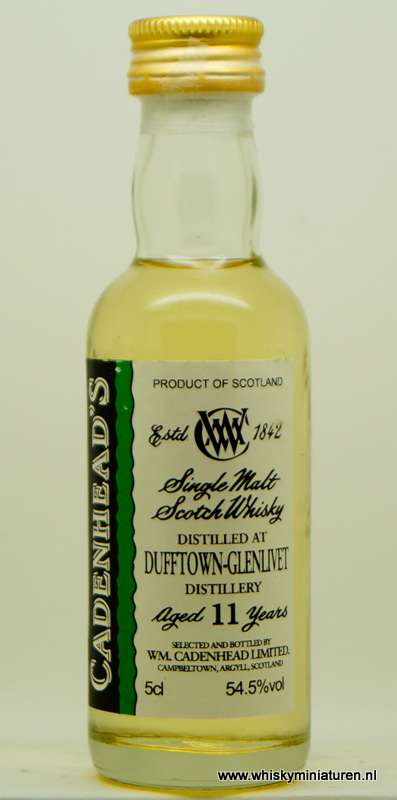 CADENHEAD'S
PRODUCT OF SCOTLAND
Estd 1842
Single Malt
Scotch Whisky
DISTILLED AT
DUFFTOWN-GLENLIVET
DISTILLERY
Aged 11 Years
SELECTED AND BOTTLED BY
WM. CADENHEAD LIMITED.
CAMPBELTOWN, ARGYLL, SCOTLAND
5cl 54.5%vol
www.whiskyminiaturen.nl